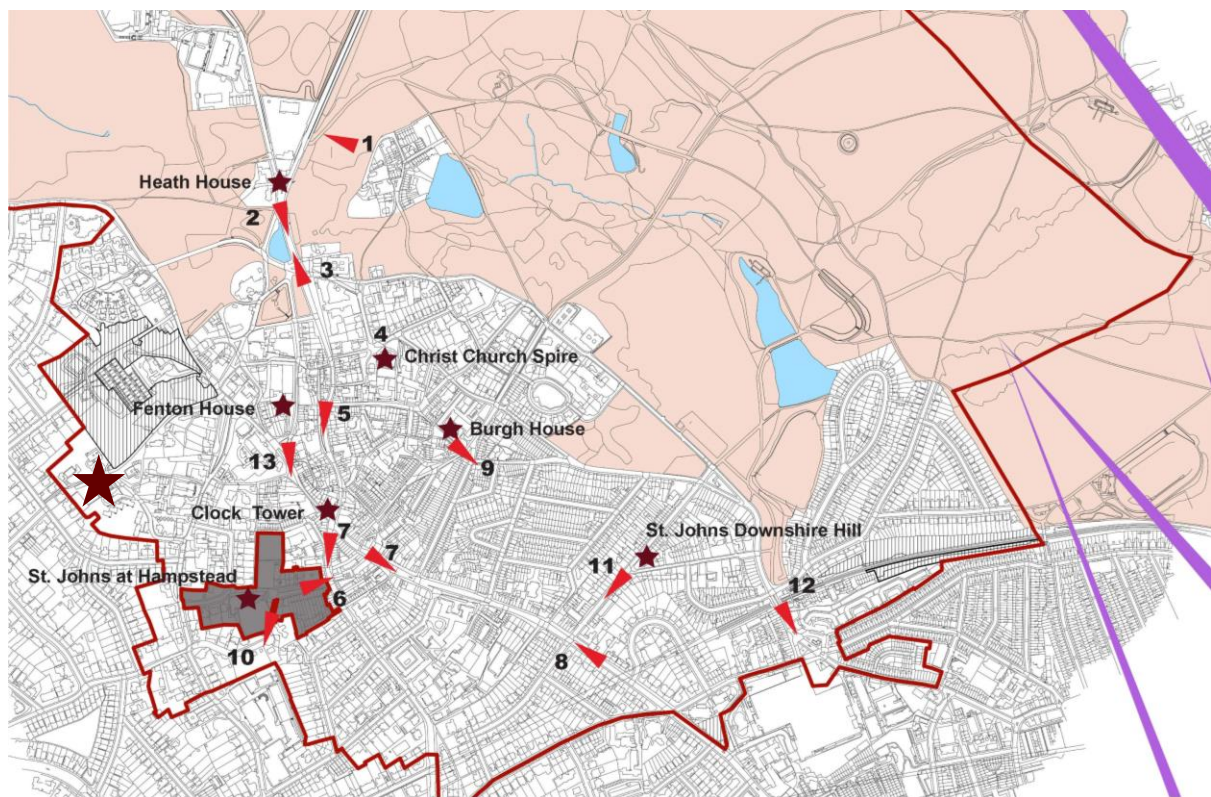 1
Heath House
2
3
4
Christ Church Spire
Fenton House
5
Burgh House
13
9
Clock Tower
7
7
St. Johns Downshire Hill
St. Johns at Hampstead
11
6
12
10
8